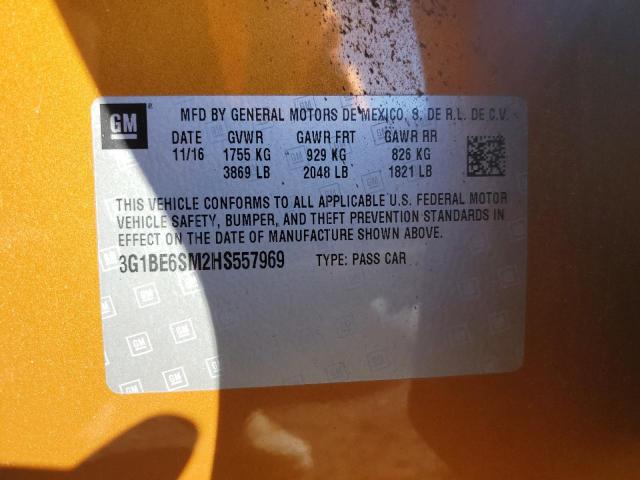 GM ®
MFD BY GENERAL MOTORS DE MEXICO, S. DE R.L. DE C.V.
DATE GVWR GAWR FRT GAWR RR
11/16 1755 KG 929 KG 826 KG
3869 LB 2048 LB 1821 LB
THIS VEHICLE CONFORMS TO ALL APPLICABLE U.S. FEDERAL MOTOR
VEHICLE SAFETY, BUMPER, AND THEFT PREVENTION STANDARDS IN
EFFECT ON THE DATE OF MANUFACTURE SHOWN ABOVE.
3G1BE6SM2HS557969 TYPE: PASS CAR